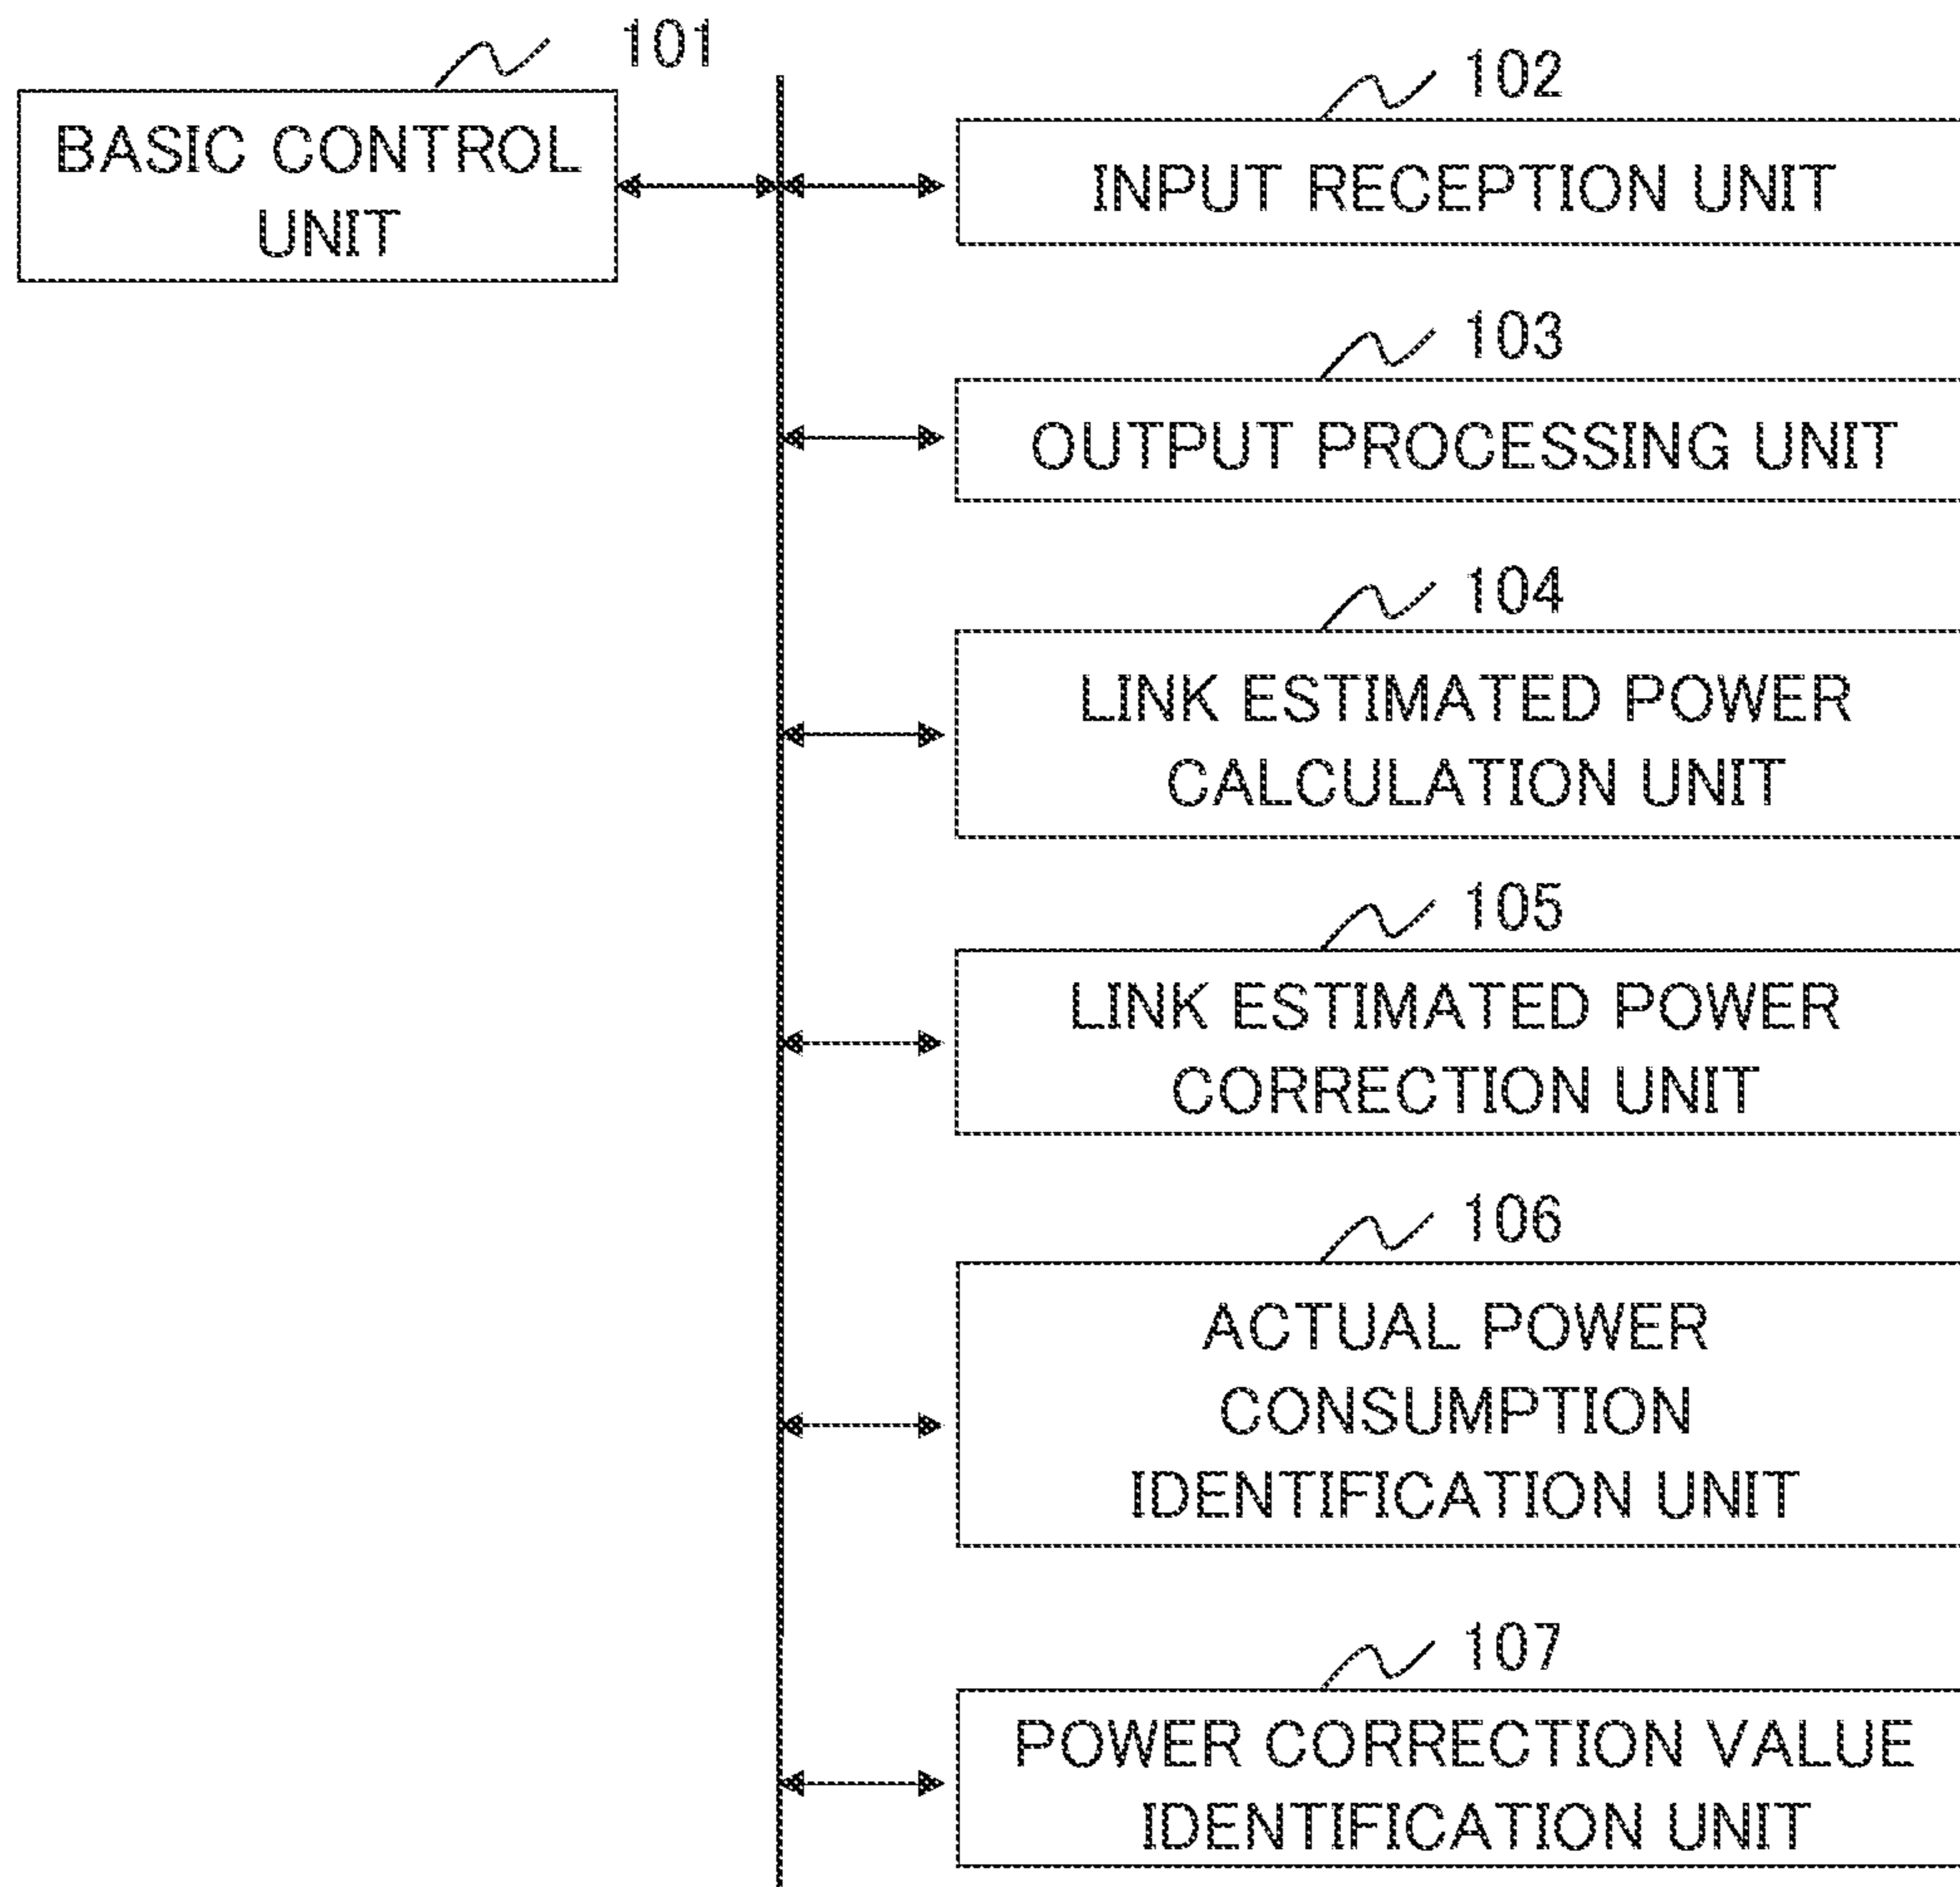 101
BASIC CONTROL
UNIT
102
INPUT RECEPTION UNIT
103
OUTPUT PROCESSING UNIT
104
LINK ESTIMATED POWER
CALCULATION UNIT
105
LINK ESTIMATED POWER
CORRECTION UNIT
106
ACTUAL POWER
CONSUMPTION
IDENTIFICATION UNIT
107
POWER CORRECTION VALUE
IDENTIFICATION UNIT